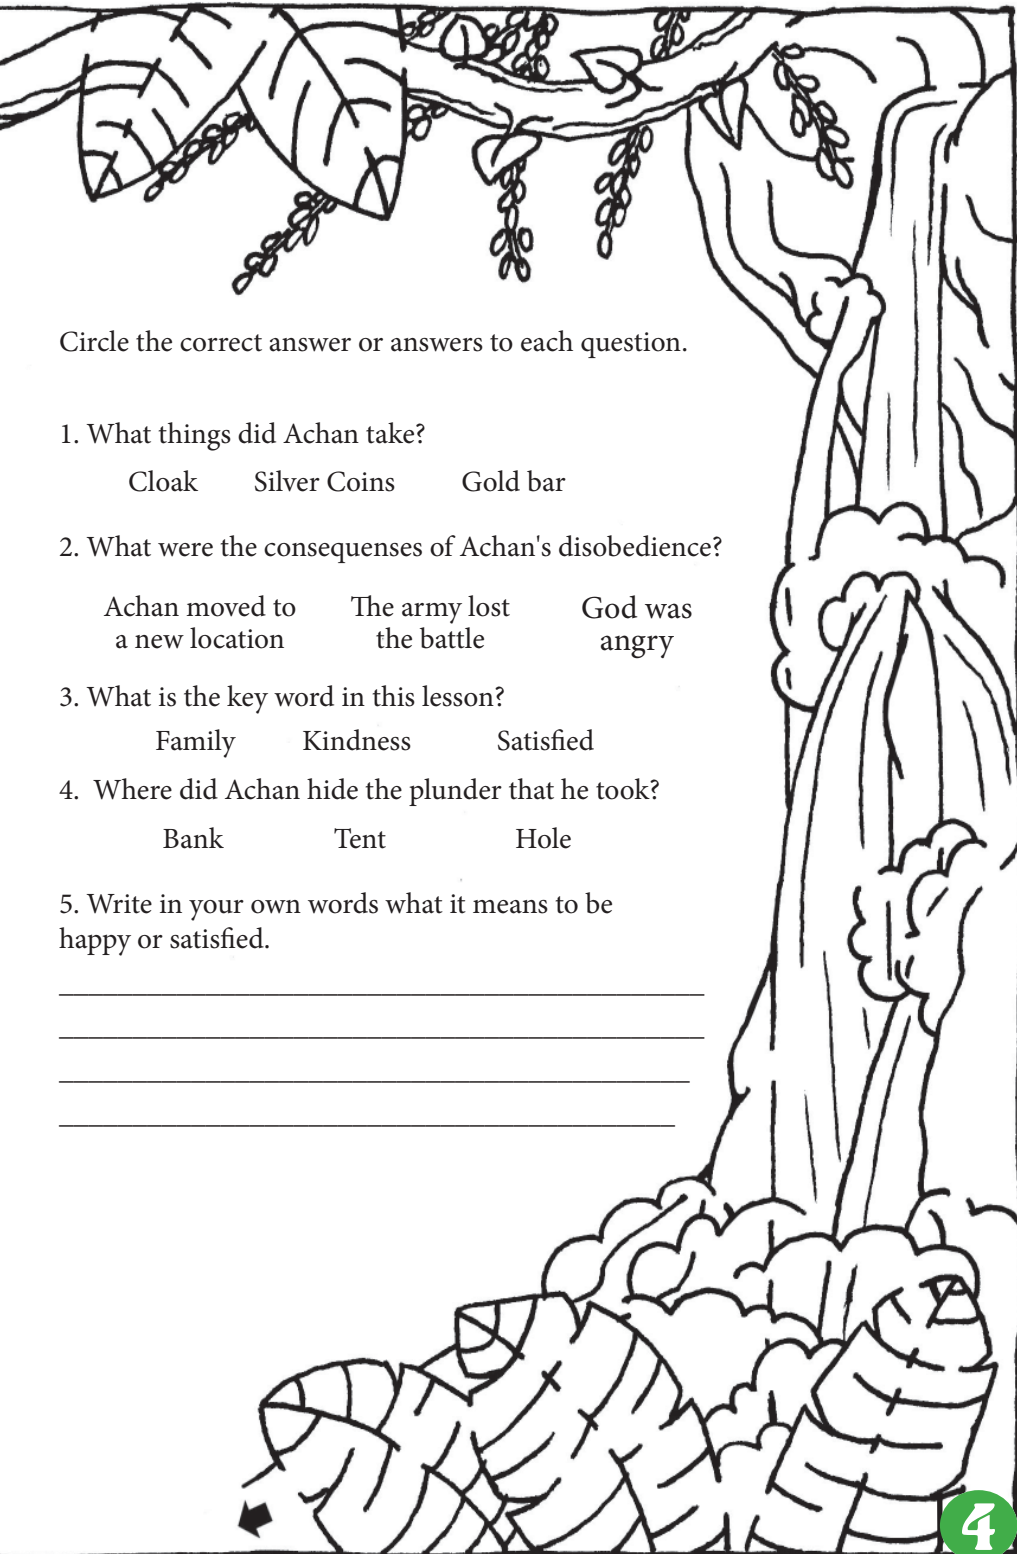 Circle the correct answer or answers to each question.
1. What things did Achan take?
Cloak Silver Coins Gold bar
2. What were the consequenses of Achan's disobedience?
Achan moved to The army lost God was
a new location the battle angry
3. What is the key word in this lesson?
Family Kindness Satisfied
4. Where did Achan hide the plunder that he took?
Bank Tent Hole
5. Write in your own words what it means to be
happy or satisfied.
4